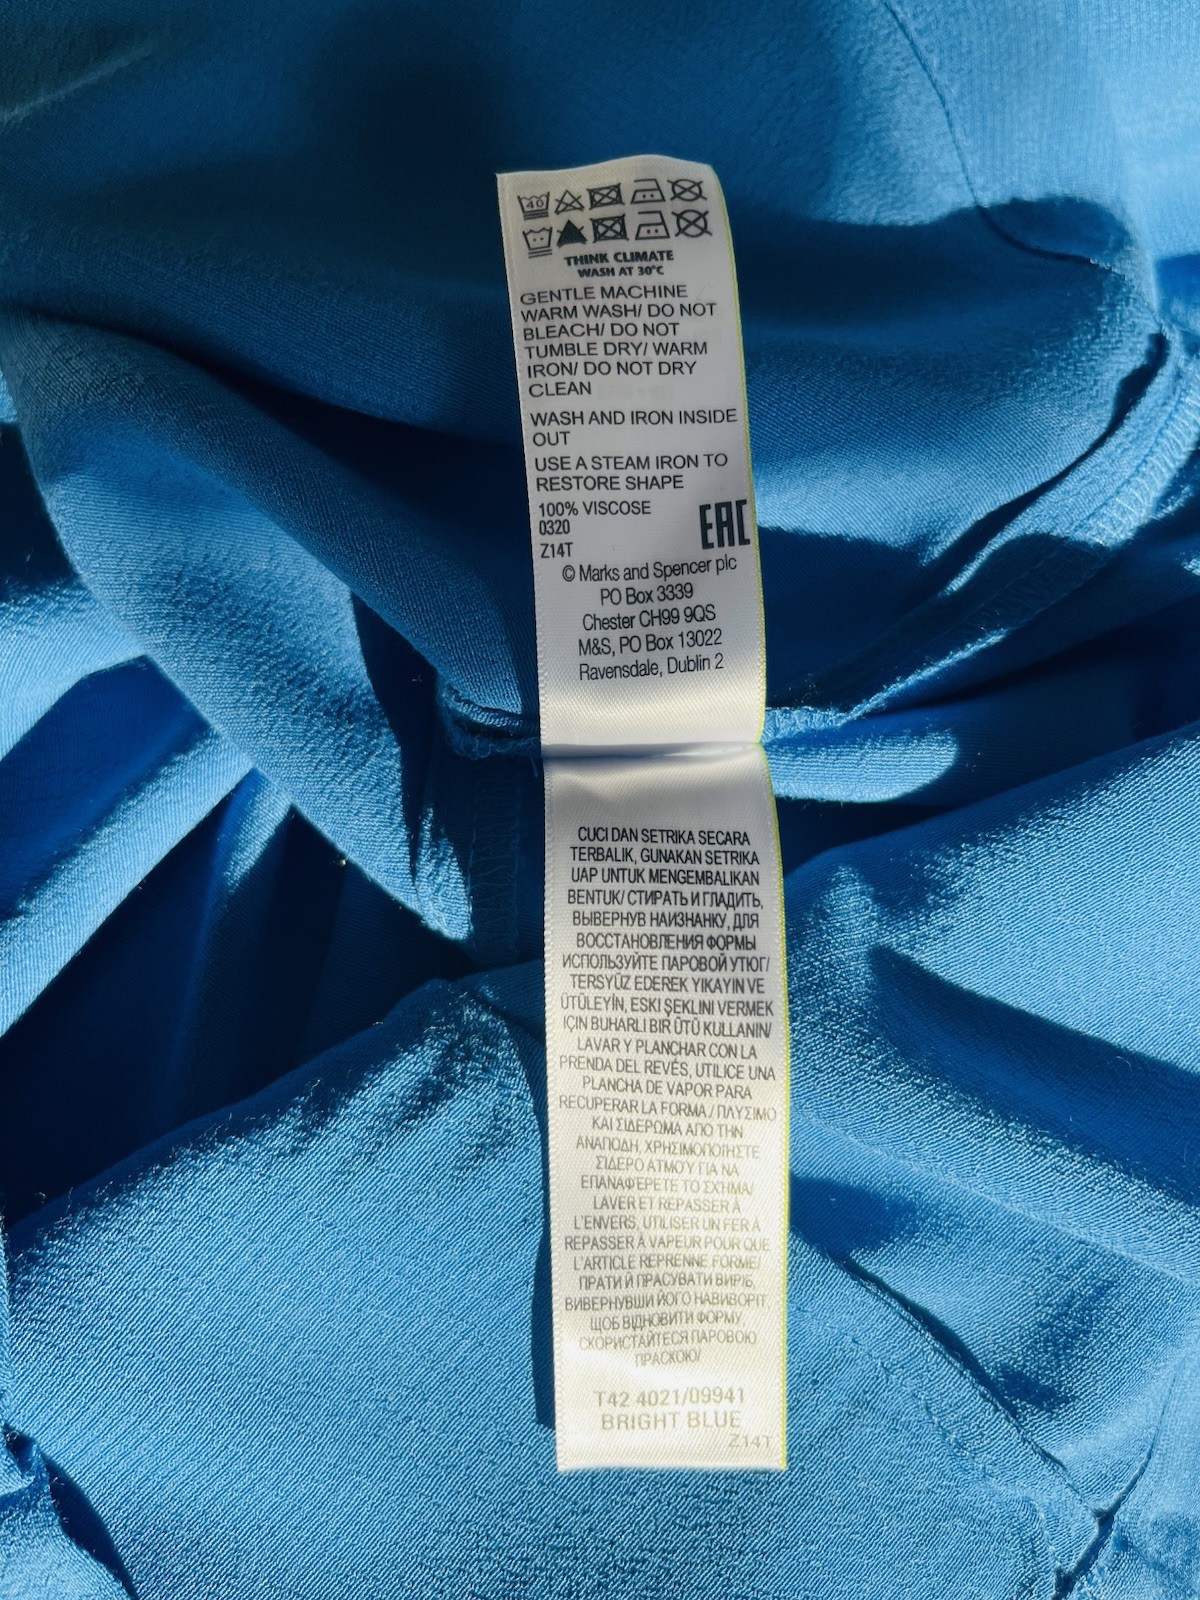 40
THINK CLIMATE
WASH AT 30°C
GENTLE MACHINE
WARM WASH/ DO NOT
BLEACH/ DO NOT
TUMBLE DRY/ WARM
IRON/ DO NOT DRY
CLEAN
WASH AND IRON INSIDE
OUT
USE A STEAM IRON TO
RESTORE SHAPE
100% VISCOSE
0320
Z14T
EAC
© Marks and Spencer plc
PO Box 3339
Chester CH99 9QS
M&S, PO Box 13022
Ravensdale, Dublin 2
CUCI DAN SETRIKA SECARA
TERBALIK, GUNAKAN SETRIKA
UAP UNTUK MENGEMBALIKAN
BENTUK/ СТИРАТЬ И ГЛАДИТЬ,
ВЫВЕРНУВ НАИЗНАНКУ, ДЛЯ
ВОССТАНОВЛЕНИЯ ФОРМЫ
ИСПОЛЬЗУЙТЕ ПАРОВОЙ УТЮГ/
TERSYÜZ EDEREK YIKAYIN VE
ÜTÜLEYİN, ESKI ŞEKLINI VERMEK
IÇIN BUHARLI BIR ÜTÜ KULLANIN/
LAVAR Y PLANCHAR CON LA
PRENDA DEL REVÉS, UTILICE UNA
PLANCHA DE VAPOR PARA
RECUPERAR LA FORMA./ ΠΛΥΣΙΜΟ
ΚΑΙ ΣΙΔΕΡΩΜΑ ΑΠΟ ΤΗΝ
ΑΝΑΠΟΔΗ, ΧΡΗΣΙΜΟΠΟΙΗΣΤΕ
ΣΙΔΕΡΟ ΑΤΜΟΎ ΓΙΑ ΝΑ
ΕΠΑΝΑΦΈΡΕΤΕ ΤΟ ΣΧΗΜΑ/
LAVER ET REPASSER À
L'ENVERS, UTILISER UN FER À
REPASSER À VAPEUR POUR QUE
L'ARTICLE REPRENNE FORME/
ПРАТИ Й ПРАСУВАТИ ВИРІБ,
ВИВЕРНУВШИ ЙОГО НАВИВОРІТ,
ЩОБ ВІДНОВИТИ ФОРМУ,
СКОРИСТАЙТЕСЯ ПАРОВОЮ
ПРАСКОЮ/
T42 4021/09941
BRIGHT BLUE
Z14T